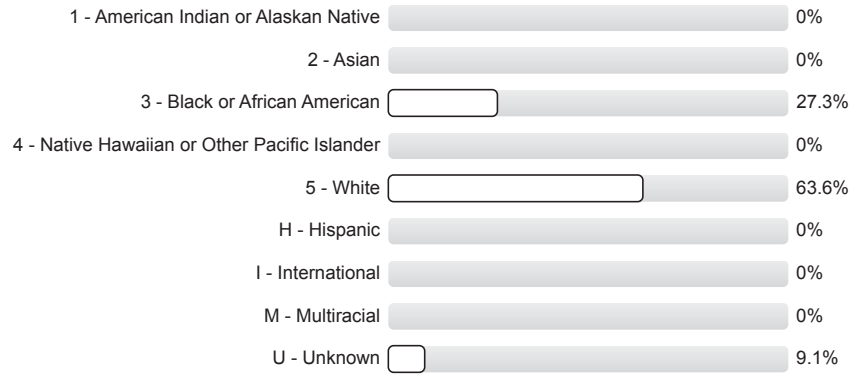 1 - American Indian or Alaskan Native 0%
2 - Asian 0%
3 - Black or African American 27.3%
4 - Native Hawaiian or Other Pacific Islander 0%
5 - White 63.6%
H - Hispanic 0%
I - International 0%
M - Multiracial 0%
U - Unknown 9.1%